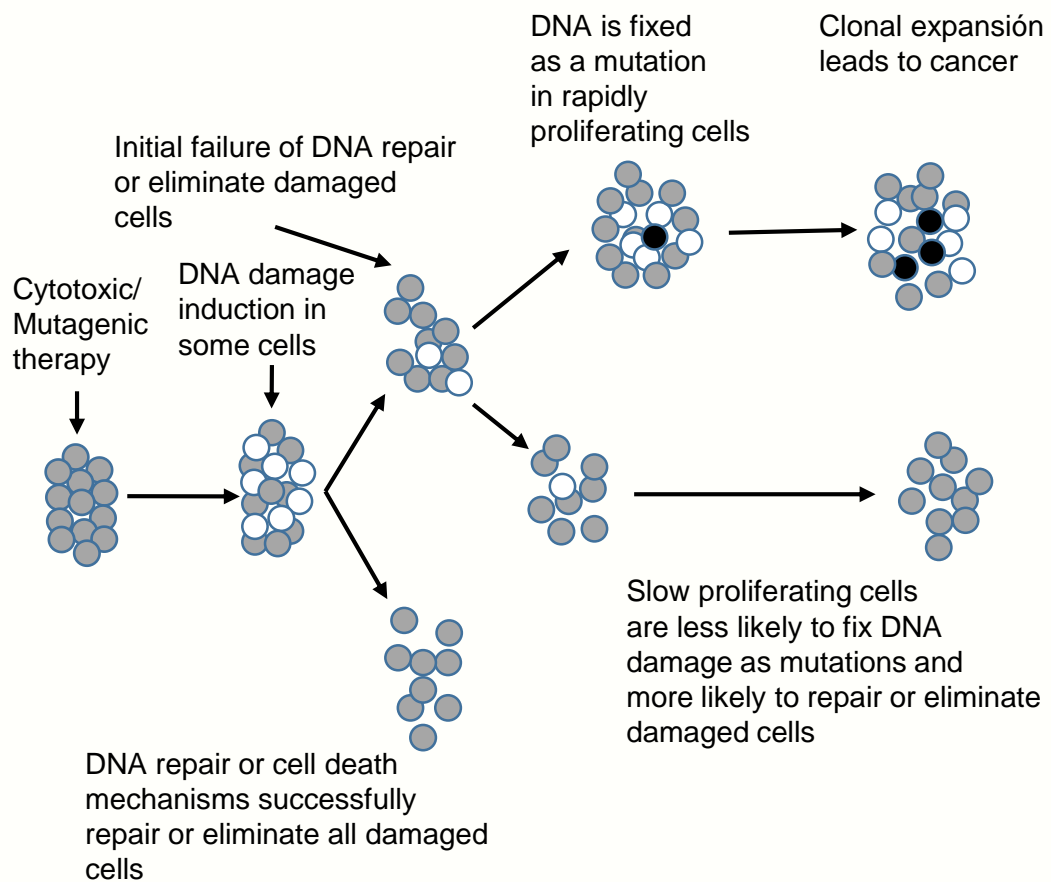 DNA is fixed
as a mutation
in rapidly
proliferating cells
Clonal expansión
leads to cancer
Initial failure of DNA repair
or eliminate damaged
cells
Cytotoxic/
Mutagenic
therapy
DNA damage
induction in
some cells
Slow proliferating cells
are less likely to fix DNA
damage as mutations and
more likely to repair or eliminate
damaged cells
DNA repair or cell death
mechanisms successfully
repair or eliminate all damaged
cells